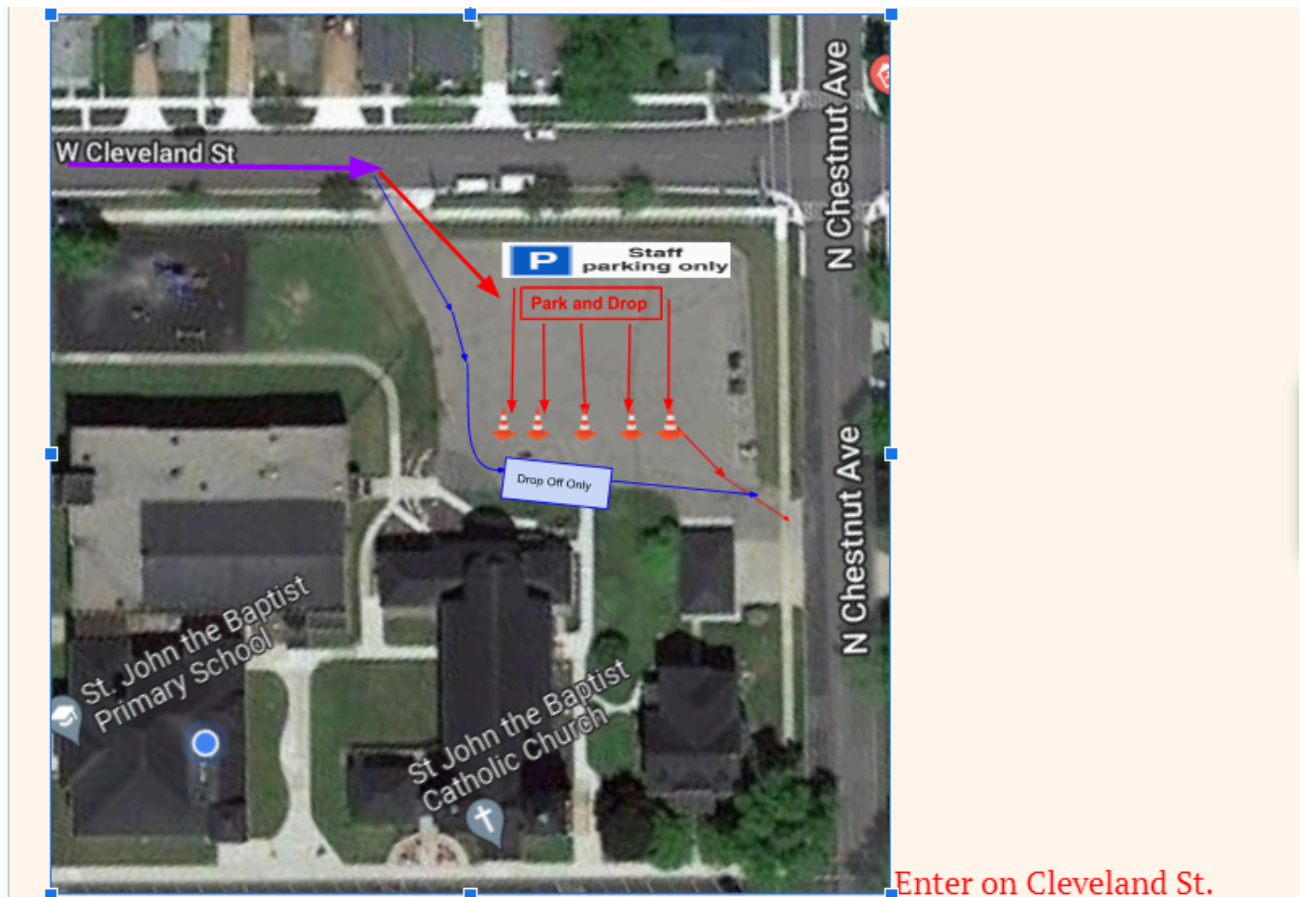 W Cleveland St
N Chestnut Ave
P
Staff
parking only
Park and Drop
Drop Off Only
N Chestnut Ave
St. John the Baptist
Primary School
St John the Baptist
Catholic Church
Enter on Cleveland St.